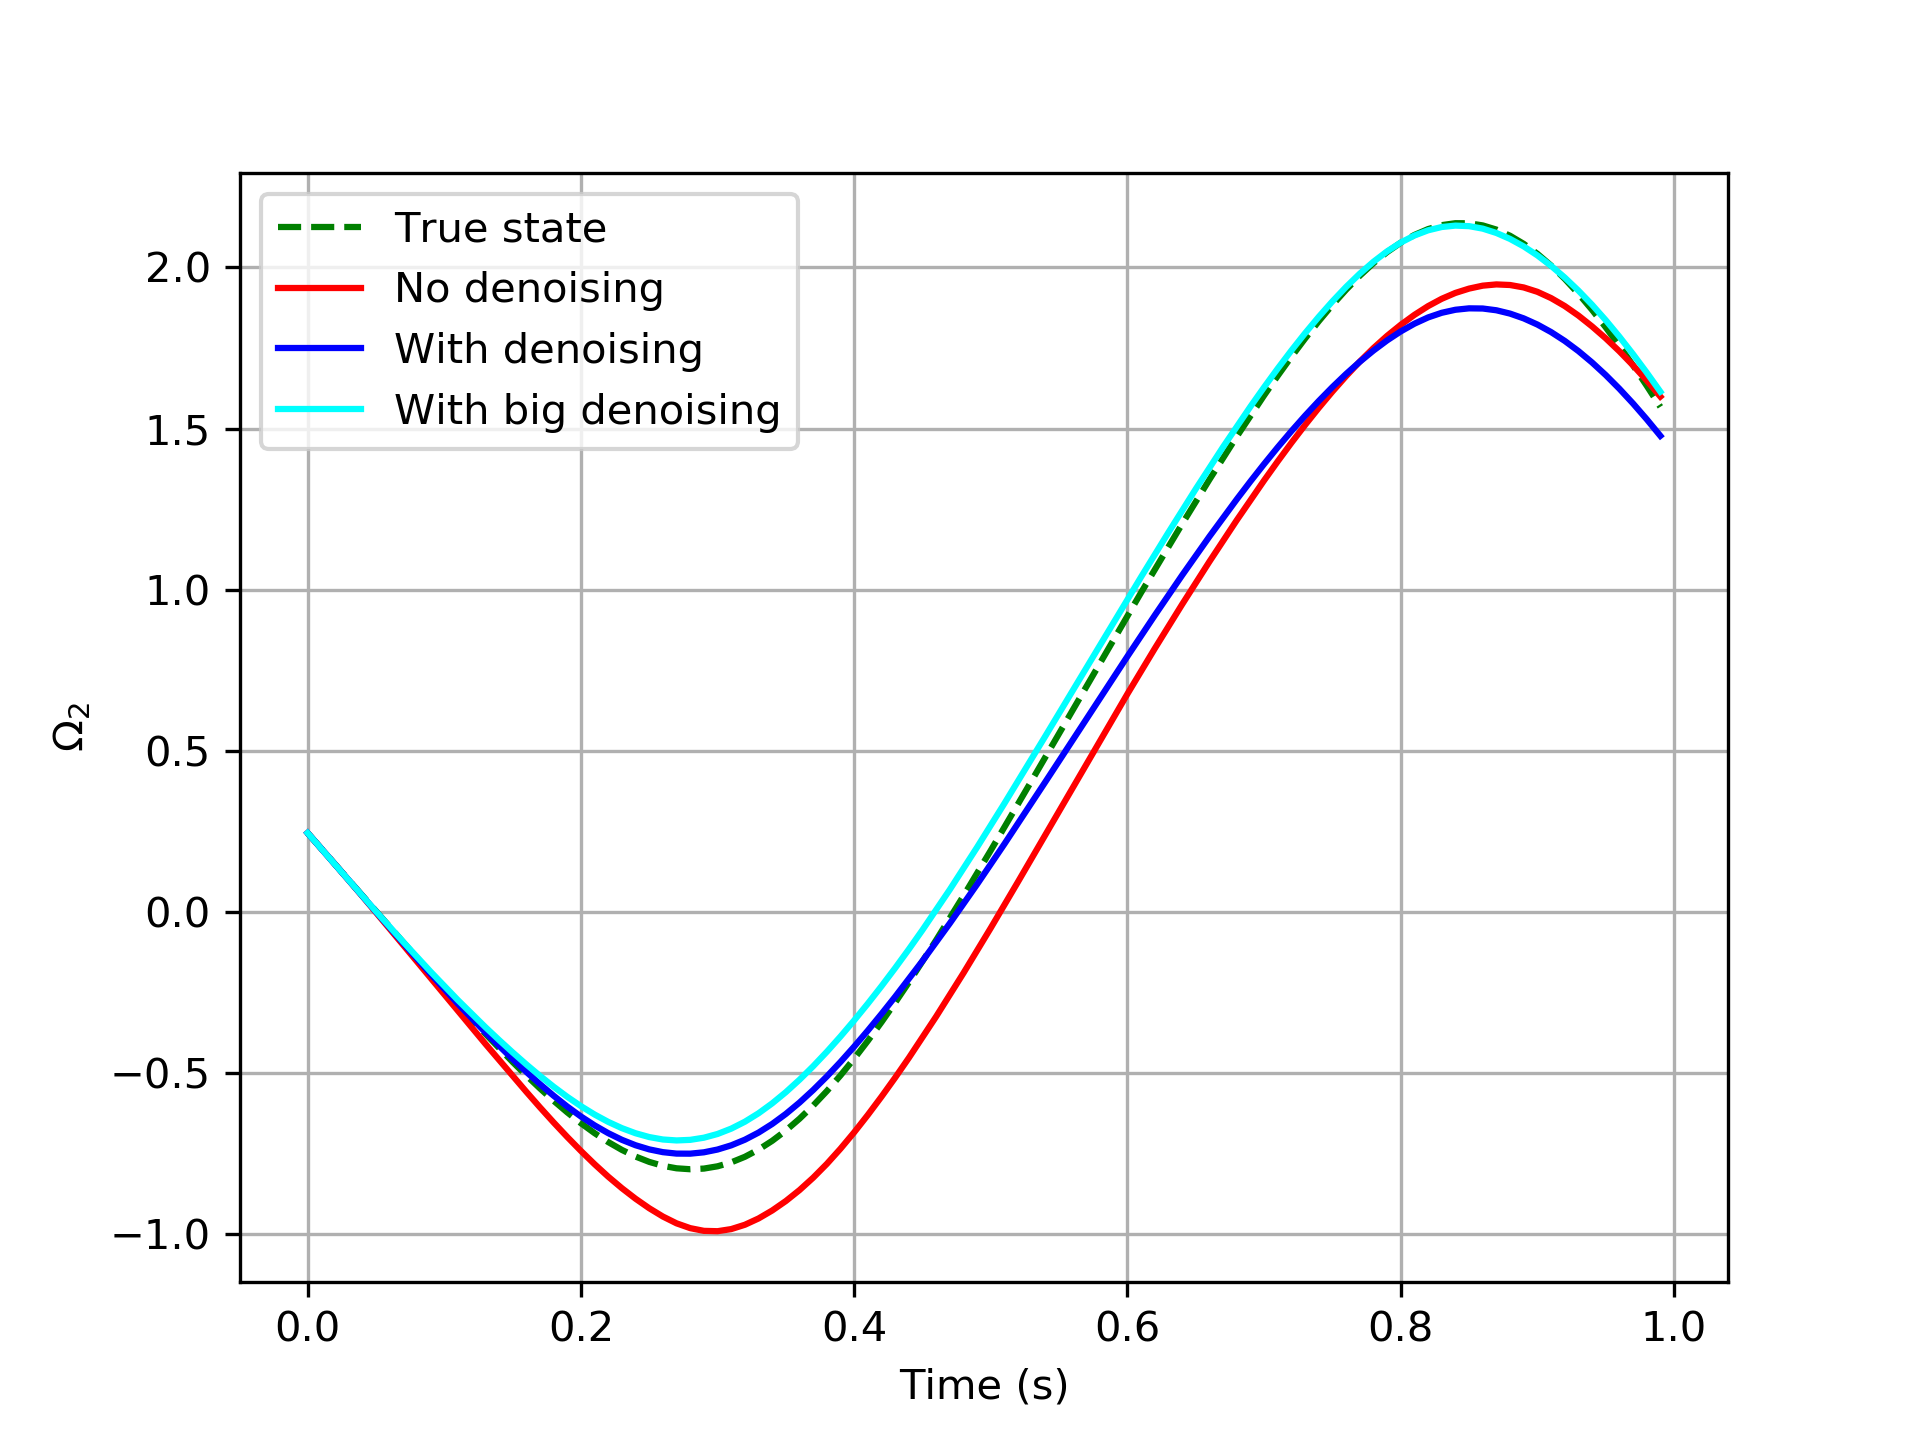 True state
No denoising
With denoising
With big denoising
2.0
1.5
1.0
0.5
0.0
−0.5
−1.0
Ω₂
0.0 0.2 0.4 0.6 0.8 1.0
Time (s)